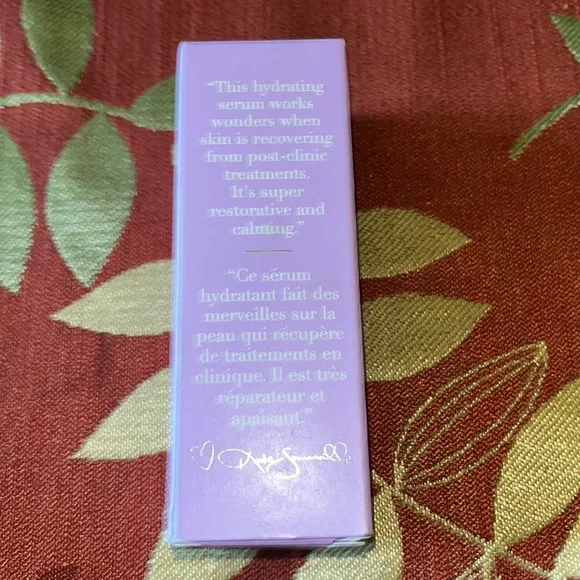 “This hydrating
serum works
wonders when
skin is recovering
from post-clinic
treatments.
It's super
restorative and
calming.”
“Ce sérum
hydratant fait des
merveilles sur la
peau qui récupère
de traitements en
clinique. Il est très
réparateur et
apaisant.”